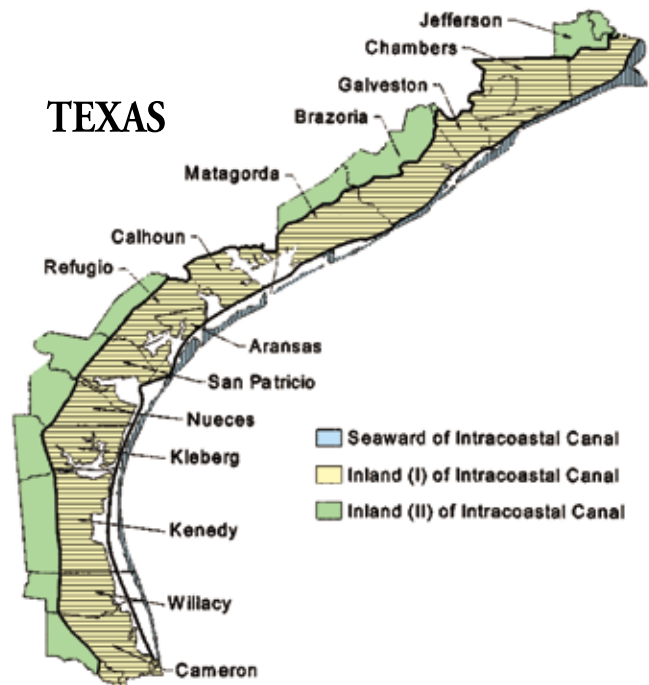 Jefferson
Chambers
Galveston
TEXAS
Brazoria
Matagorda
Calhoun
Refugio
Aransas
San Patricio
Nueces
Kleberg
Kenedy
Willacy
Cameron
Seaward of Intracoastal Canal
Inland (I) of Intracoastal Canal
Inland (II) of Intracoastal Canal